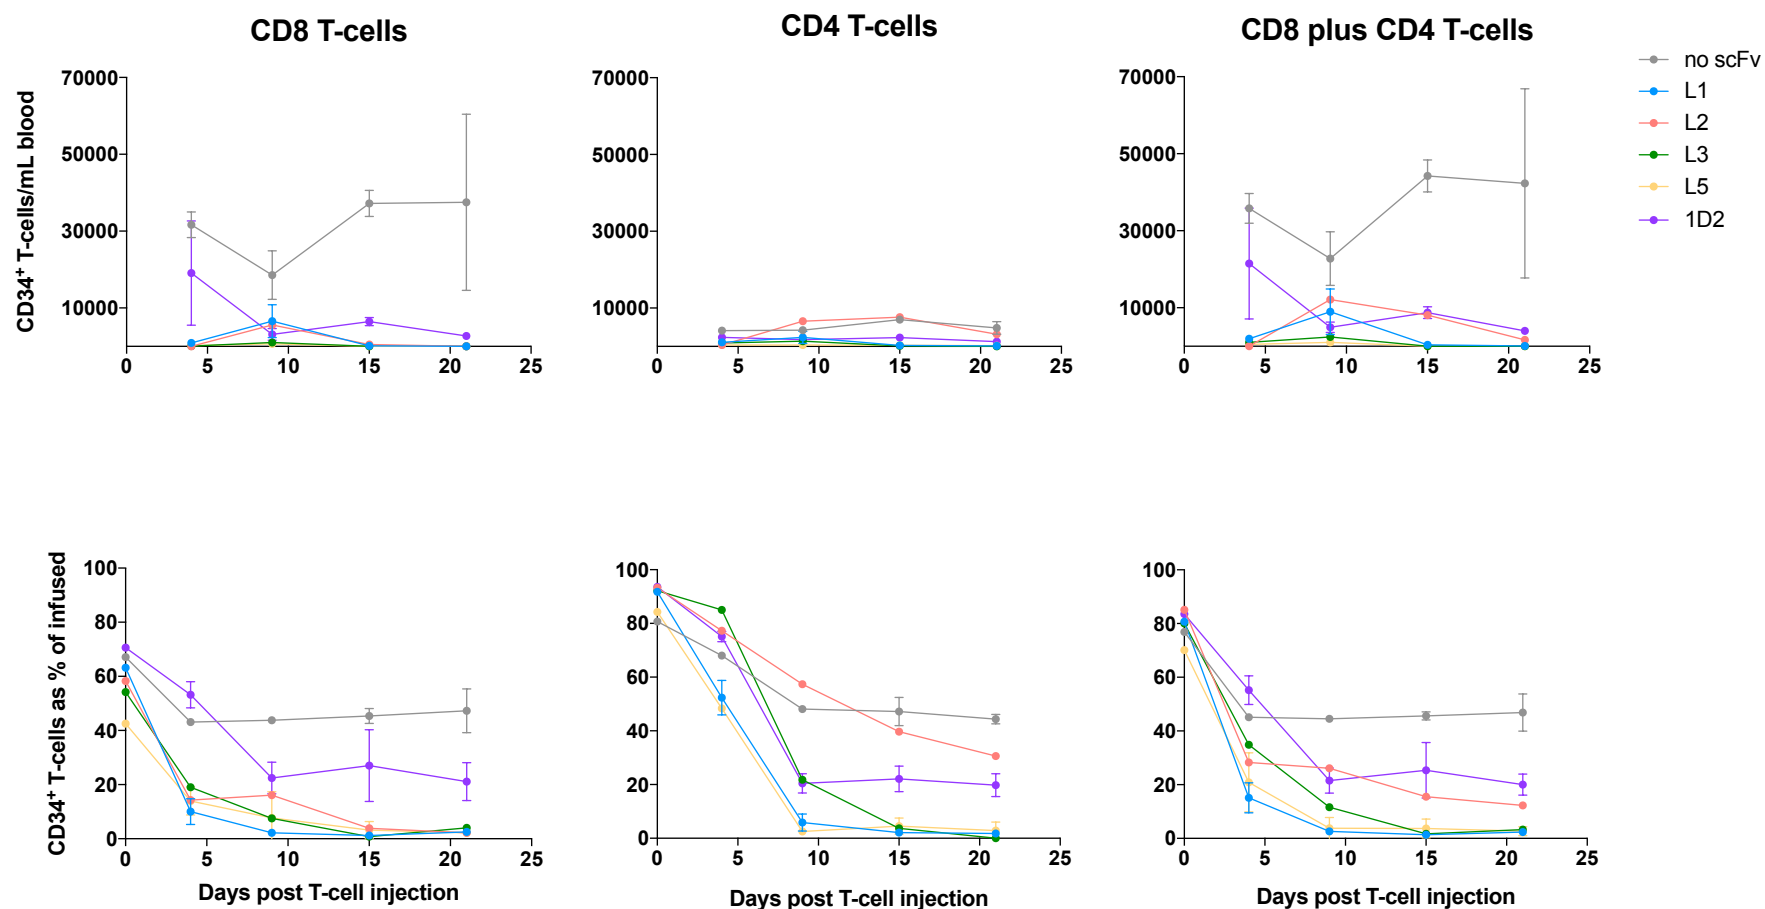 CD8 T-cells
CD4 T-cells
CD8 plus CD4 T-cells
no scFv
L1
L2
L3
L5
1D2
CD34⁺ T-cells/mL blood
70000
50000
30000
10000
0 5 10 15 20 25
70000
50000
30000
10000
0 5 10 15 20 25
70000
50000
30000
10000
0 5 10 15 20 25
CD34⁺ T-cells as % of infused
100
80
60
40
20
0
0 5 10 15 20 25
Days post T-cell injection
100
80
60
40
20
0
0 5 10 15 20 25
Days post T-cell injection
100
80
60
40
20
0
0 5 10 15 20 25
Days post T-cell injection